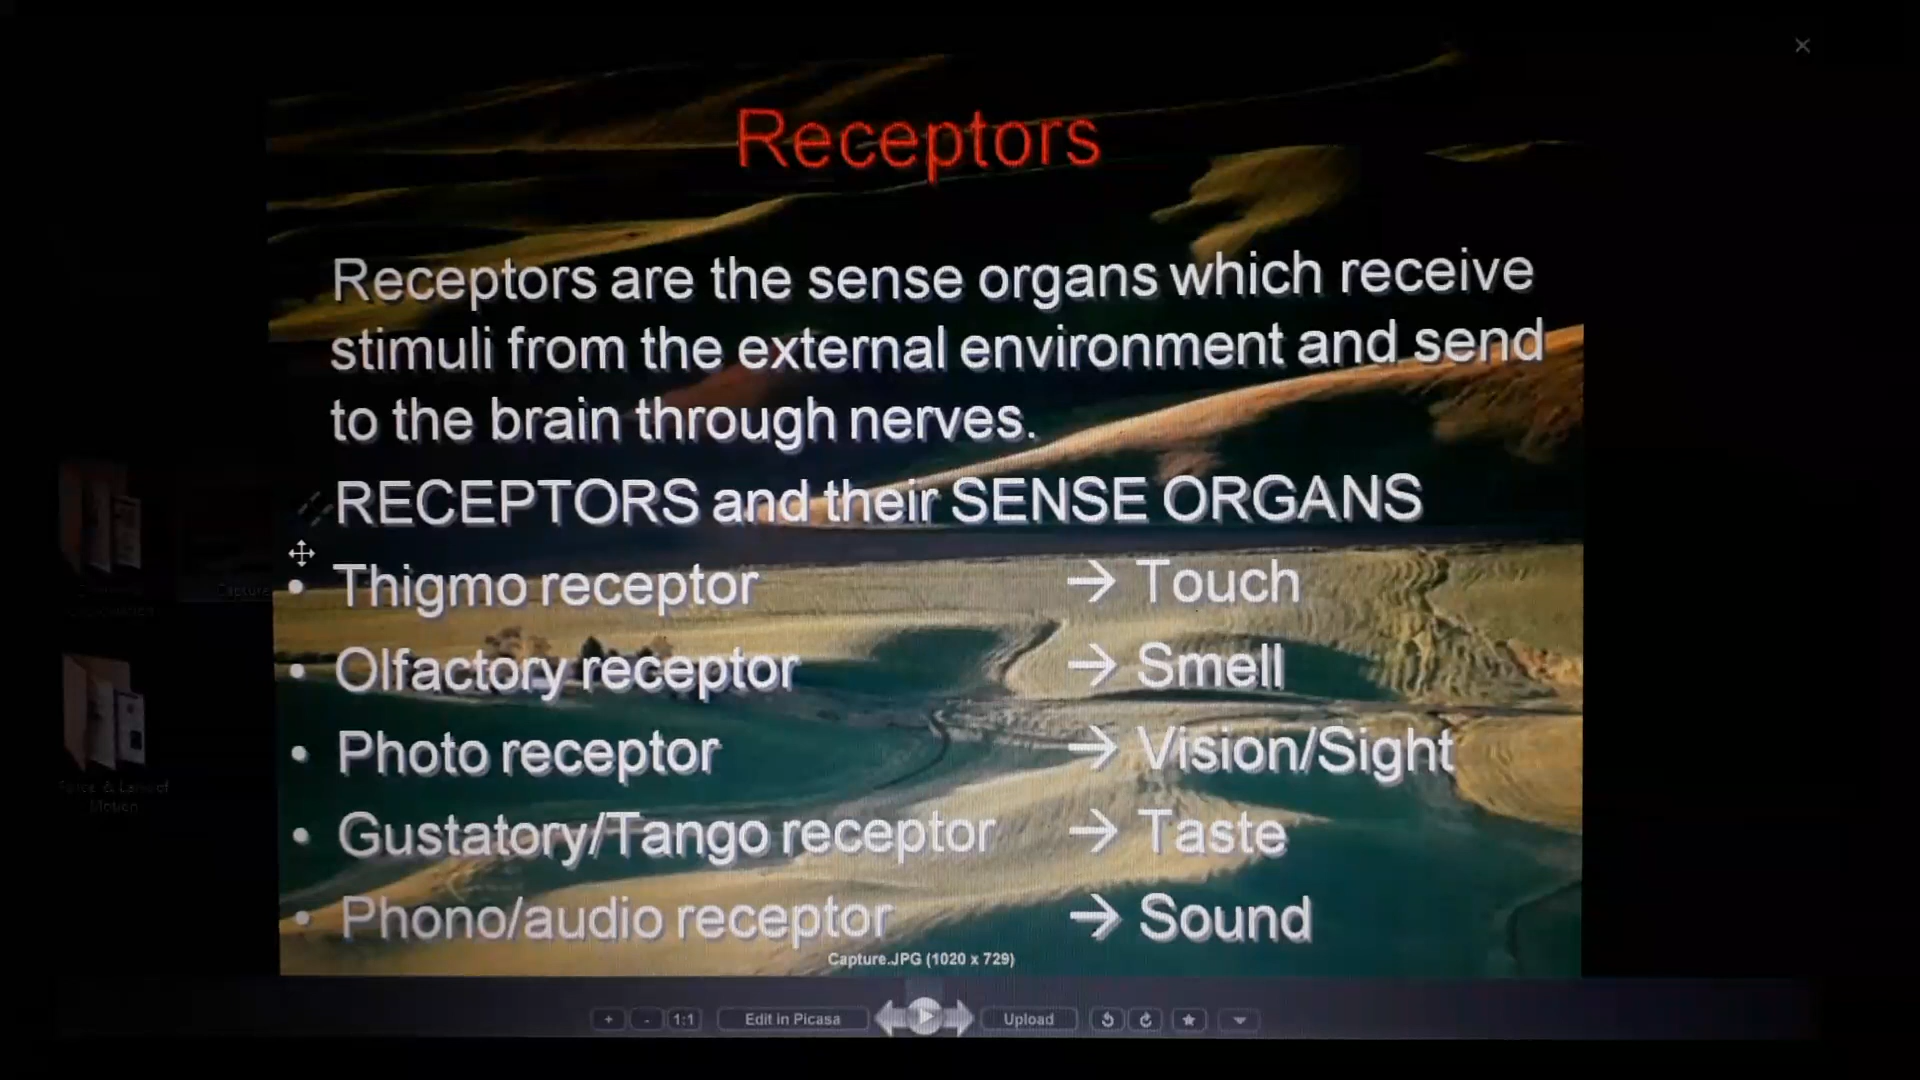 Receptors
Receptors are the sense organs which receive
stimuli from the external environment and send
to the brain through nerves.
RECEPTORS and their SENSE ORGANS
• Thigmo receptor → Touch
• Olfactory receptor → Smell
• Photo receptor → Vision/Sight
• Gustatory/Tango receptor → Taste
• Phono/audio receptor → Sound
Capture.JPG (1020 x 729)
Capture
Motion
+ - 1:1 Edit in Picasa Upload